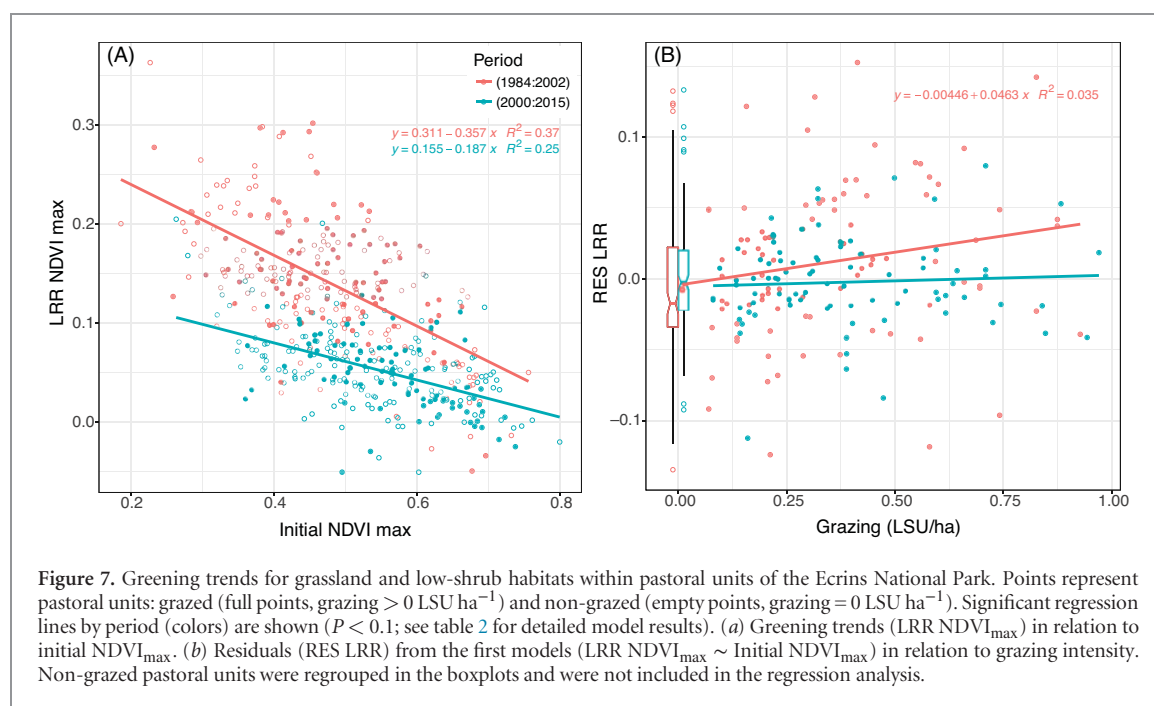 (A)
Period
(1984:2002)
(2000:2015)
y = 0.311 – 0.357 x R² = 0.37
y = 0.155 – 0.187 x R² = 0.25
LRR NDVI max
0.3
0.2
0.1
0.0
0.2 0.4 0.6 0.8
Initial NDVI max
(B)
y = –0.00446 + 0.0463 x R² = 0.035
RES LRR
0.1
0.0
–0.1
0.00 0.25 0.50 0.75 1.00
Grazing (LSU/ha)
Figure 7. Greening trends for grassland and low-shrub habitats within pastoral units of the Ecrins National Park. Points represent
pastoral units: grazed (full points, grazing > 0 LSU ha⁻¹) and non-grazed (empty points, grazing = 0 LSU ha⁻¹). Significant regression
lines by period (colors) are shown (P < 0.1; see table 2 for detailed model results). (a) Greening trends (LRR NDVImax) in relation to
initial NDVImax. (b) Residuals (RES LRR) from the first models (LRR NDVImax ∼ Initial NDVImax) in relation to grazing intensity.
Non-grazed pastoral units were regrouped in the boxplots and were not included in the regression analysis.